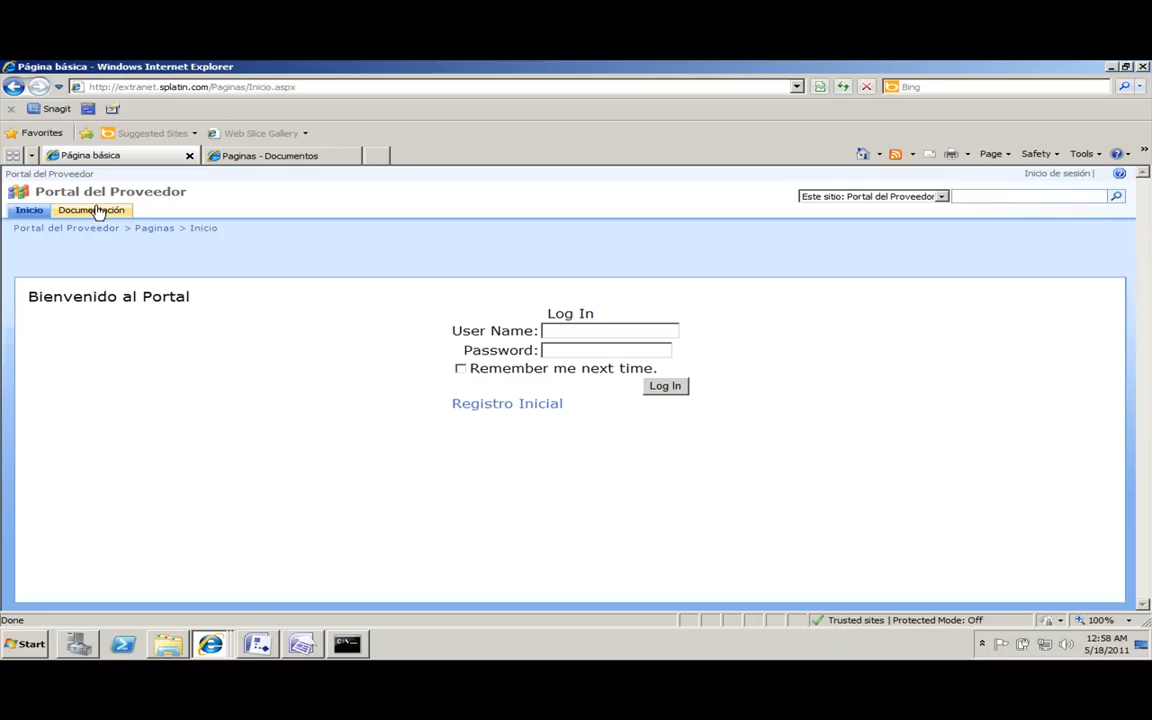 Página básica - Windows Internet Explorer
http://extranet.splatin.com/Paginas/Inicio.aspx
Bing
Snagit
Favorites
Suggested Sites
Web Slice Gallery
Página básica
Paginas - Documentos
Page
Safety
Tools
Portal del Proveedor
Inicio de sesión |
Portal del Proveedor
Este sitio: Portal del Proveedor
Inicio
Documentación
Portal del Proveedor > Paginas > Inicio
Bienvenido al Portal
Log In
User Name:
Password:
Remember me next time.
Log In
Registro Inicial
Done
Trusted sites | Protected Mode: Off
100%
Start
12:58 AM
5/18/2011